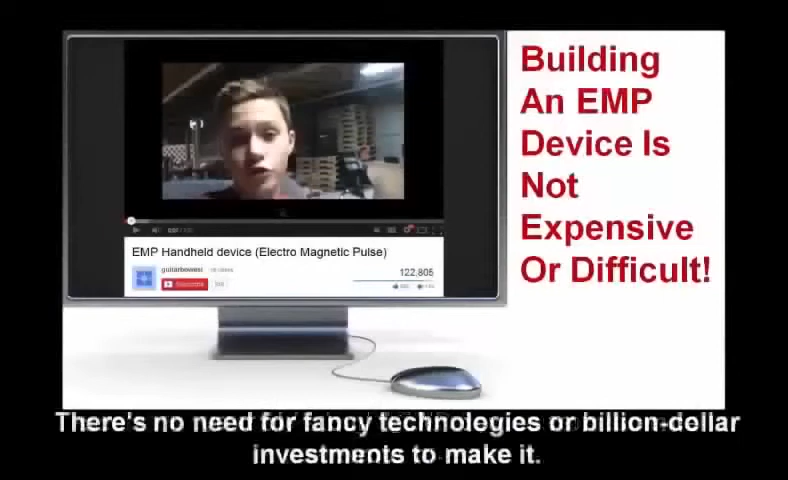 Building
An EMP
Device Is
Not
Expensive
Or Difficult!
EMP Handheld device (Electro Magnetic Pulse)
Subscribe
122,805
There's no need for fancy technologies or billion-dollar
investments to make it.